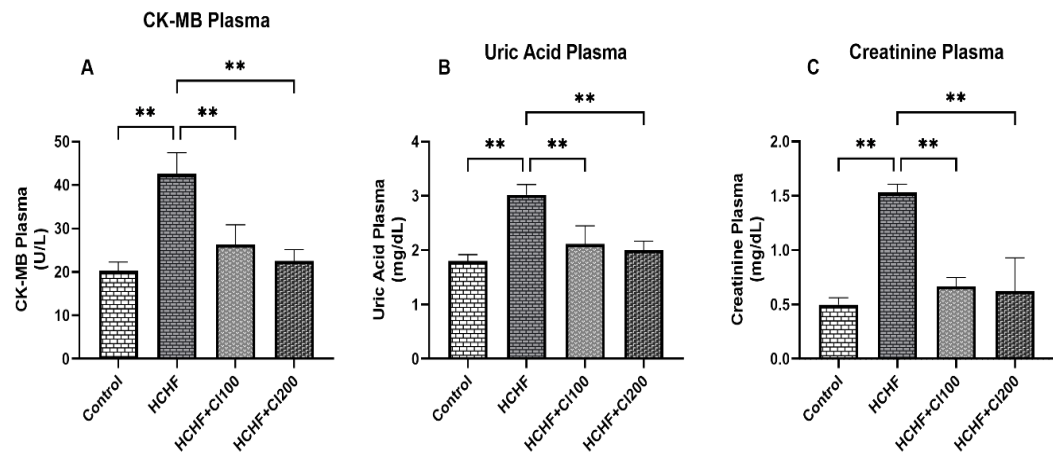 CK-MB Plasma
A
**
**
**
CK-MB Plasma
(U/L)
50
40
30
20
10
0
Control
HCHF
HCHF+CI100
HCHF+CI200
Uric Acid Plasma
B
**
**
**
Uric Acid Plasma
(mg/dL)
4
3
2
1
0
Control
HCHF
HCHF+CI100
HCHF+CI200
Creatinine Plasma
C
**
**
**
Creatinine Plasma
(mg/dL)
2.0
1.5
1.0
0.5
0.0
Control
HCHF
HCHF+CI100
HCHF+CI200